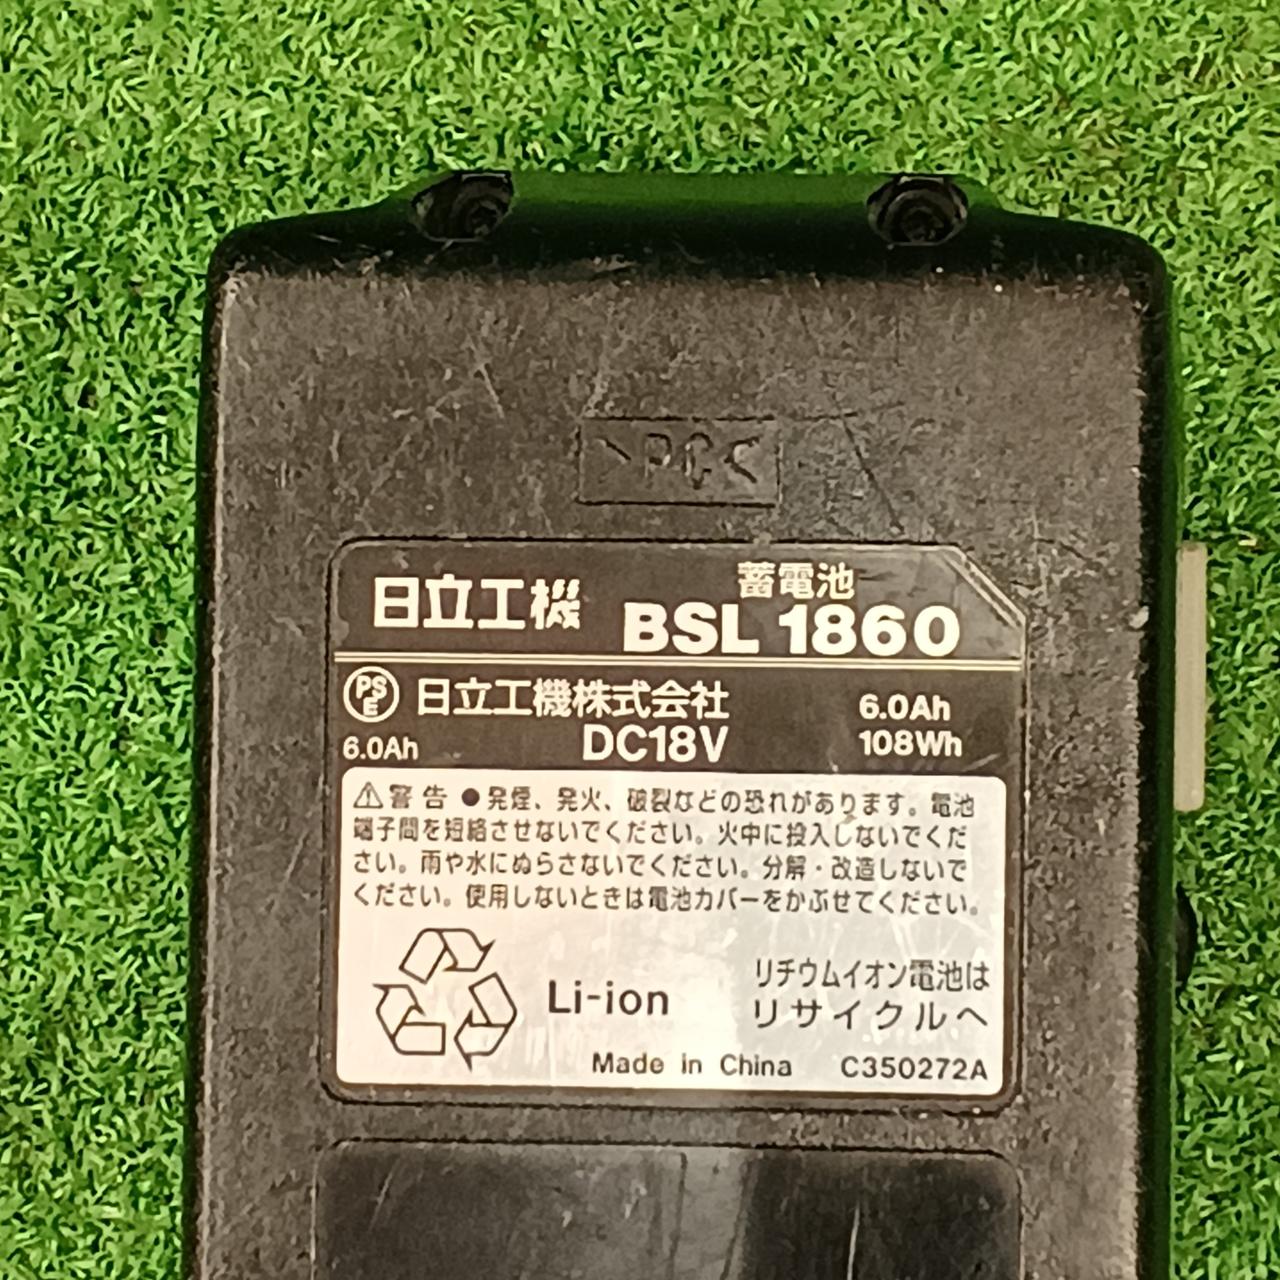 >PC<
日立工機
蓄電池
BSL 1860
PSE
日立工機株式会社
6.0Ah
6.0Ah
DC18V
108Wh
⚠警告 ●発煙、発火、破裂などの恐れがあります。電池
端子間を短絡させないでください。火中に投入しないでくだ
さい。雨や水にぬらさないでください。分解・改造しないで
ください。使用しないときは電池カバーをかぶせてください。
Li-ion
リチウムイオン電池は
リサイクルへ
Made in China
C350272A